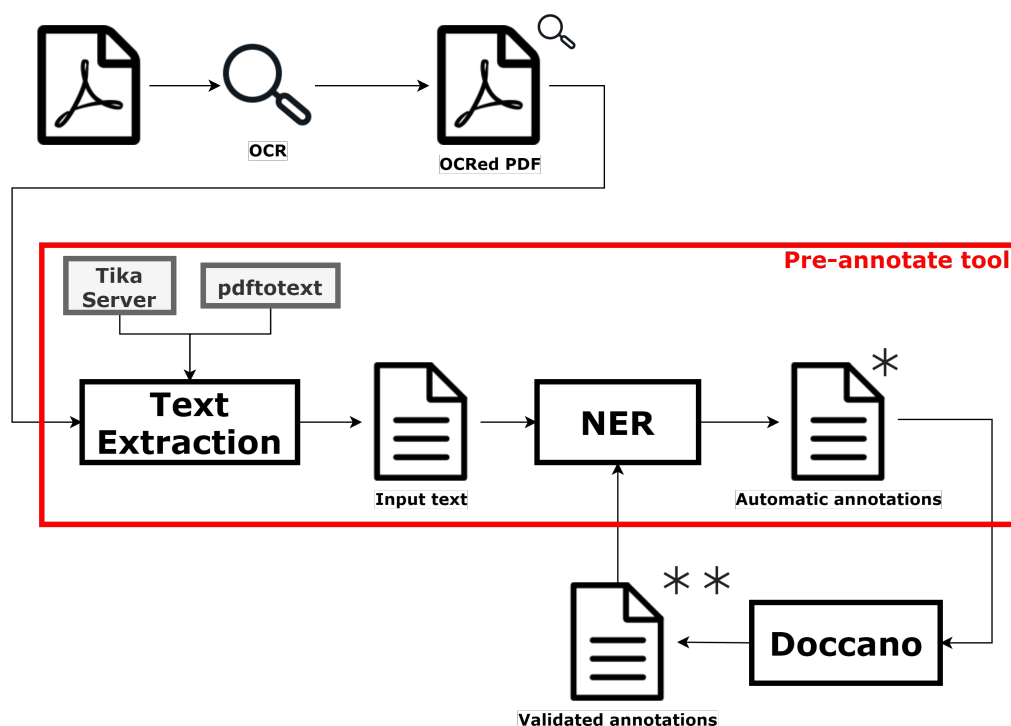 OCR
OCRed PDF
Pre-annotate tool
Tika
Server
pdftotext
Text
Extraction
Input text
NER
*
Automatic annotations
* *
Doccano
Validated annotations